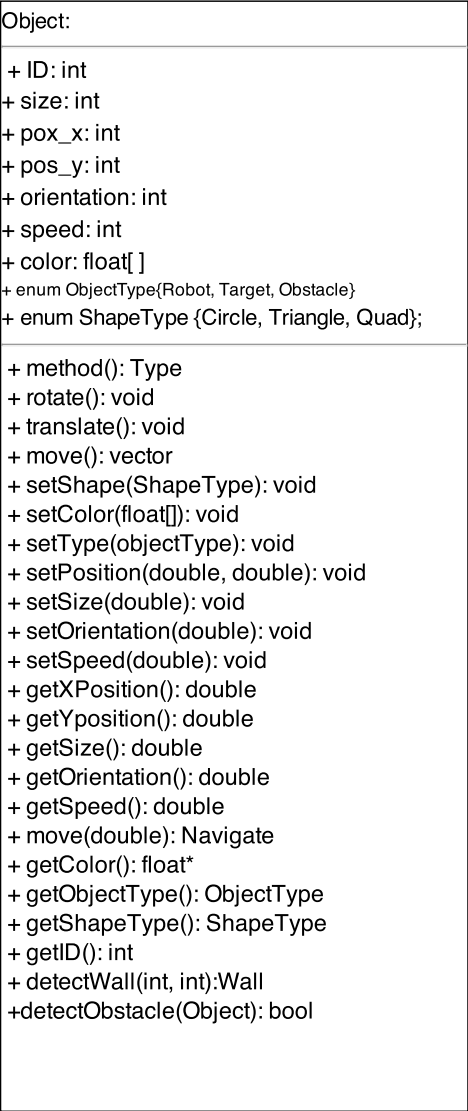 Object:
+ ID: int
+ size: int
+ pox_x: int
+ pos_y: int
+ orientation: int
+ speed: int
+ color: float[ ]
+ enum ObjectType{Robot, Target, Obstacle}
+ enum ShapeType {Circle, Triangle, Quad};
+ method(): Type
+ rotate(): void
+ translate(): void
+ move(): vector
+ setShape(ShapeType): void
+ setColor(float[]): void
+ setType(objectType): void
+ setPosition(double, double): void
+ setSize(double): void
+ setOrientation(double): void
+ setSpeed(double): void
+ getXPosition(): double
+ getYposition(): double
+ getSize(): double
+ getOrientation(): double
+ getSpeed(): double
+ move(double): Navigate
+ getColor(): float*
+ getObjectType(): ObjectType
+ getShapeType(): ShapeType
+ getID(): int
+ detectWall(int, int):Wall
+detectObstacle(Object): bool